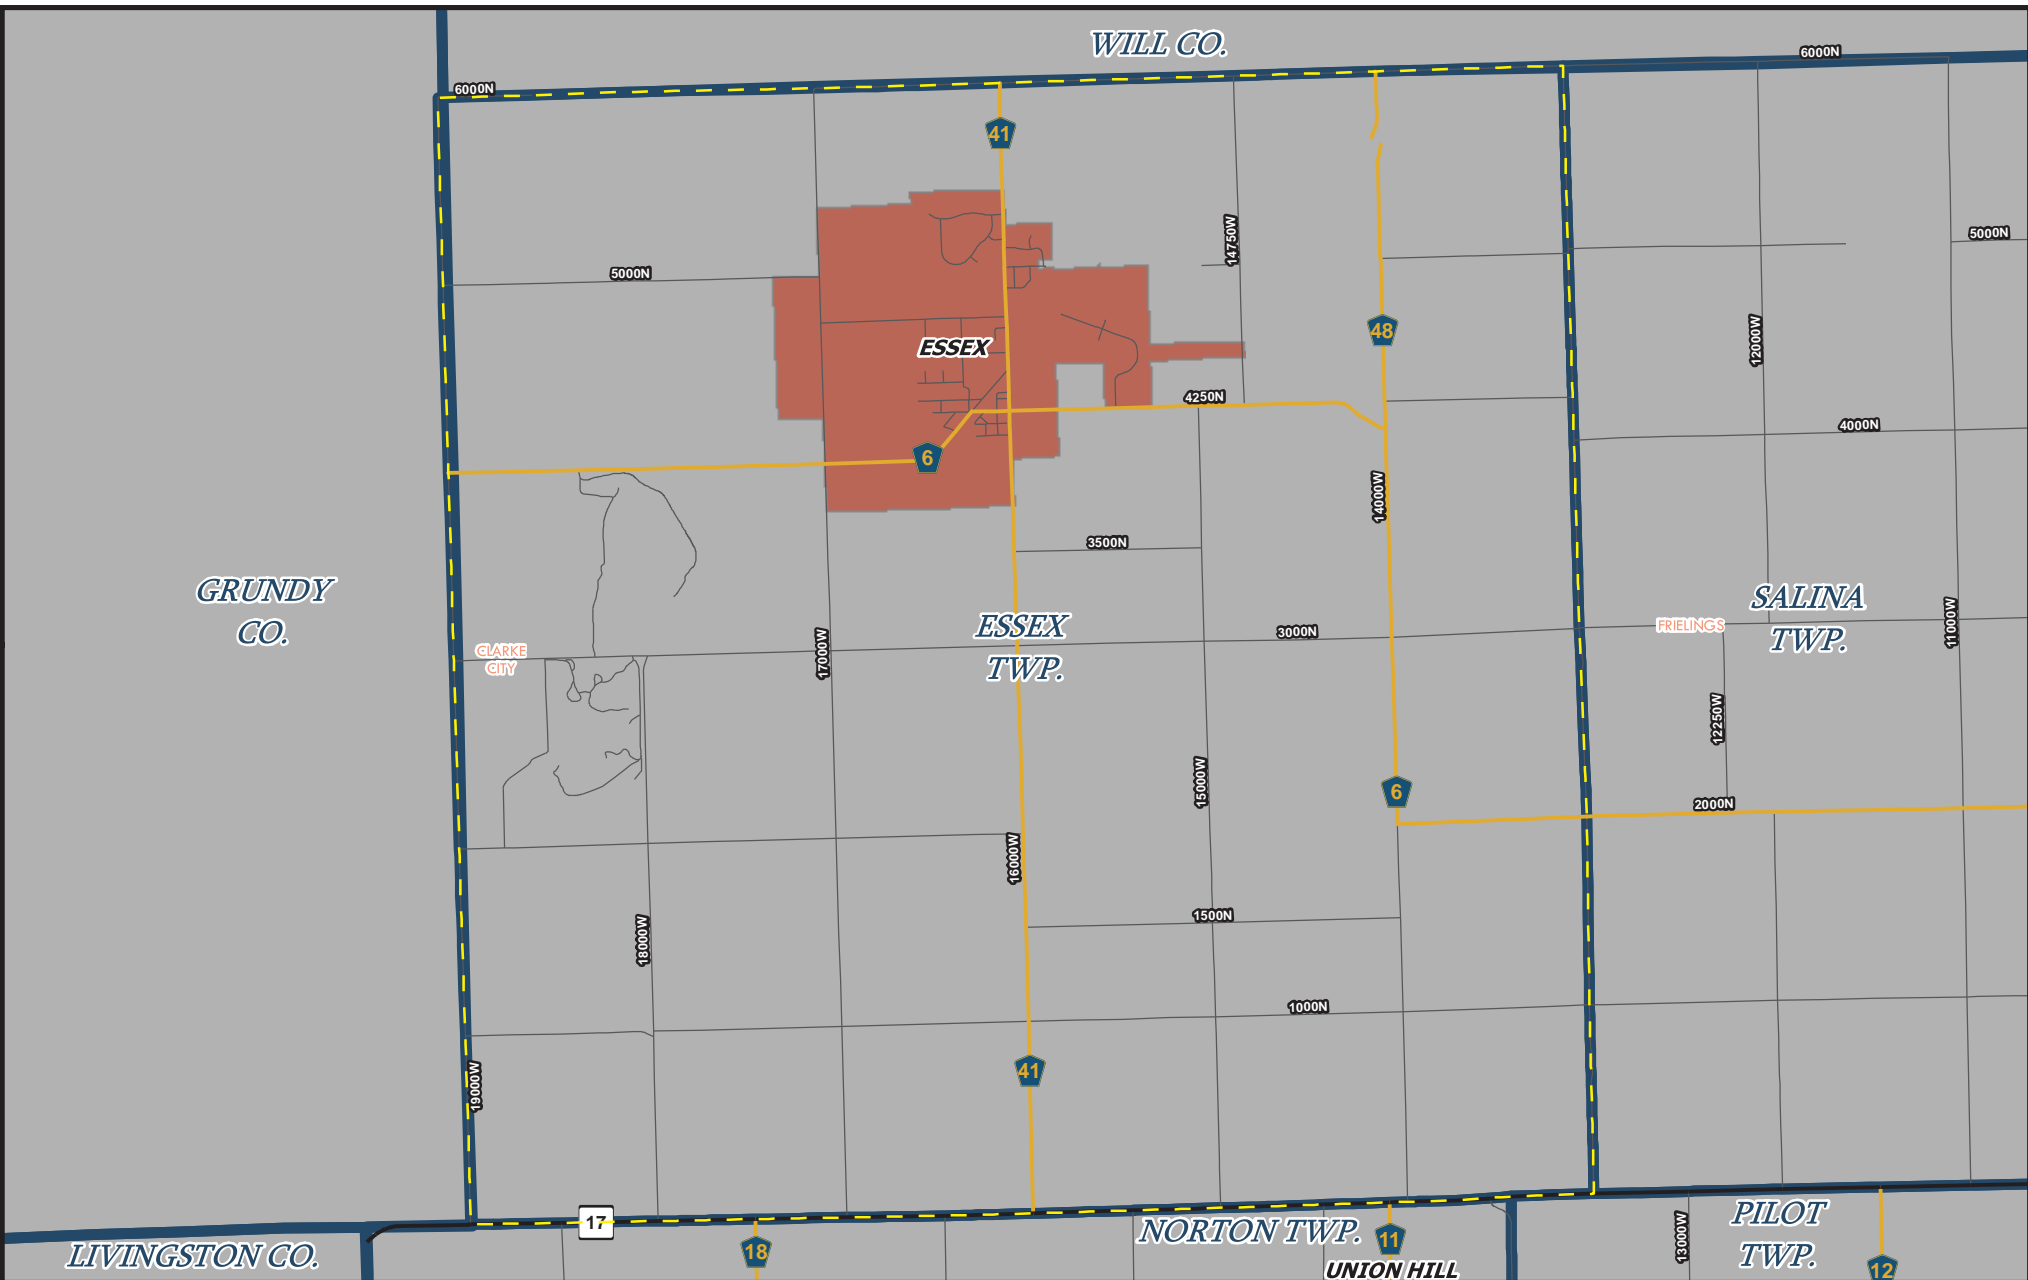 WILL CO.
6000N
6000N
41
14750W
5000N
5000N
48
12000W
ESSEX
4250N
4000N
6
14000W
3500N
GRUNDY
CO.
SALINA
TWP.
ESSEX
TWP.
FRIELINGS
11000W
3000N
17000W
CLARKE
CITY
12250W
15000W
6
2000N
16000W
1500N
18000W
1000N
41
19000W
17
NORTON TWP.
PILOT
TWP.
13000W
LIVINGSTON CO.
18
11
UNION HILL
12